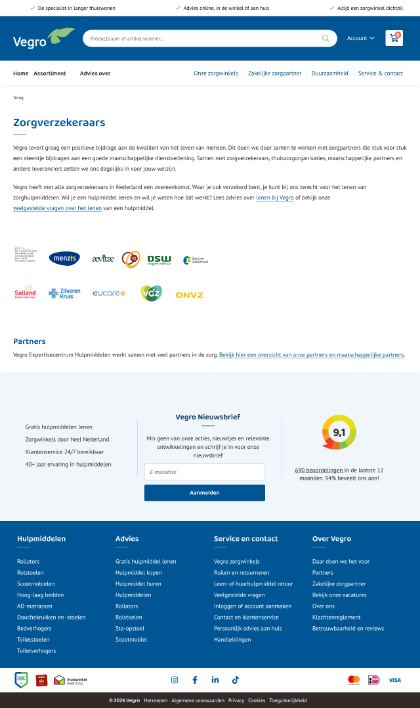 De specialist in langer thuiswonen
Advies online, in de winkel of aan huis
Altijd een zorgwinkel dichtbij
Vegro
Productnaam of artikelnummer...
Account
Home Assortiment Advies over
Onze zorgwinkels Zakelijke zorgpartner Duurzaamheid Service & contact
Zorgverzekeraars
Vegro levert graag een positieve bijdrage aan de kwaliteit van het leven van mensen. Dit doen we door samen te werken met zorgpartners die stuk voor stuk
een steentje bijdragen aan een goede maatschappelijke dienstverlening. Samen met zorgverzekeraars, thuiszorgorganisaties, maatschappelijke partners en
andere leveranciers zetten we ons dagelijks in voor jouw welzijn.
Vegro heeft met alle zorgverzekeraars in Nederland een overeenkomst. Waar je ook verzekerd bent, je kunt bij ons terecht voor het lenen van
zorghulpmiddelen. Wil je een hulpmiddel lenen en wil je weten hoe dat werkt? Lees advies over lenen bij Vegro of bekijk onze
veelgestelde vragen over het lenen van een hulpmiddel.
menzis
aevitae
DSW
Salland
Zilveren Kruis
eucare
vgz
ONVZ
Partners
Vegro Expertisecentrum Hulpmiddelen werkt samen met veel partners in de zorg. Bekijk hier een overzicht van onze partners en maatschappelijke partners.
Gratis hulpmiddelen lenen
Zorgwinkels door heel Nederland
Klantenservice 24/7 bereikbaar
40+ jaar ervaring in hulpmiddelen
Vegro Nieuwsbrief
Mis geen van onze acties, nieuwtjes en relevante
ontwikkelingen en schrijf je in voor onze
nieuwsbrief
E-mailadres
Aanmelden
9,1
690 beoordelingen in de laatste 12
maanden. 94% beveelt ons aan!
Hulpmiddelen
Rollators
Rolstoelen
Scootmobielen
Hoog-laag bedden
AD-matrassen
Douchekrukken en -stoelen
Bedverhogers
Toiletstoelen
Toiletverhogers
Advies
Gratis hulpmiddel lenen
Hulpmiddel kopen
Hulpmiddel huren
Hulpmiddelen
Rollators
Rolstoelen
Sta-opstoel
Scootmobiel
Service en contact
Vegro zorgwinkels
Ruilen en retourneren
Leen- of huurhulpmiddel retour
Veelgestelde vragen
Inloggen of account aanmaken
Contact en klantenservice
Persoonlijk advies aan huis
Handleidingen
Over Vegro
Daar doen we het voor
Partners
Zakelijke zorgpartner
Bekijk onze vacatures
Over ons
Klachtenreglement
Betrouwbaarheid en reviews
VISA
© 2026 Vegro Herroepen Algemene voorwaarden Privacy Cookies Toegankelijkheid